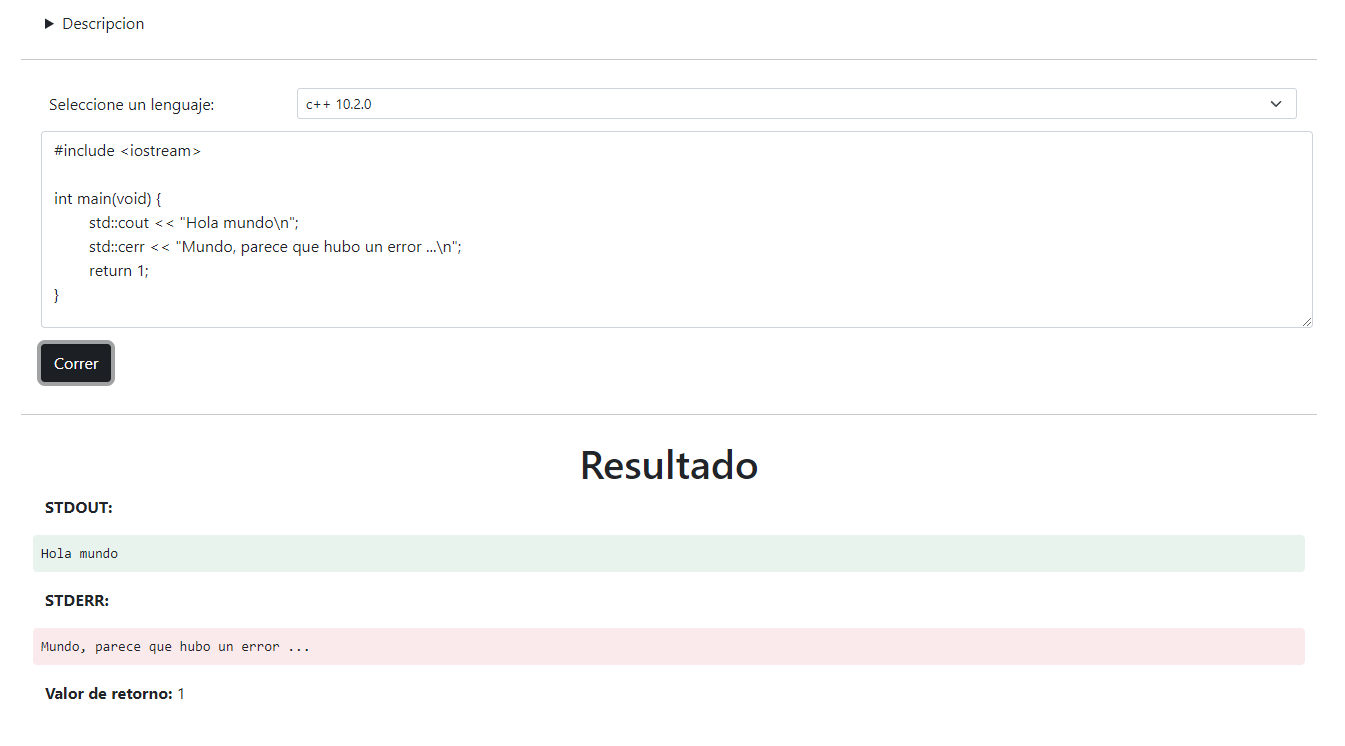 Descripcion
Seleccione un lenguaje: c++ 10.2.0
#include <iostream>
int main(void) {
std::cout << "Hola mundo\n";
std::cerr << "Mundo, parece que hubo un error ...\n";
return 1;
}
Correr
Resultado
STDOUT:
Hola mundo
STDERR:
Mundo, parece que hubo un error ...
Valor de retorno: 1